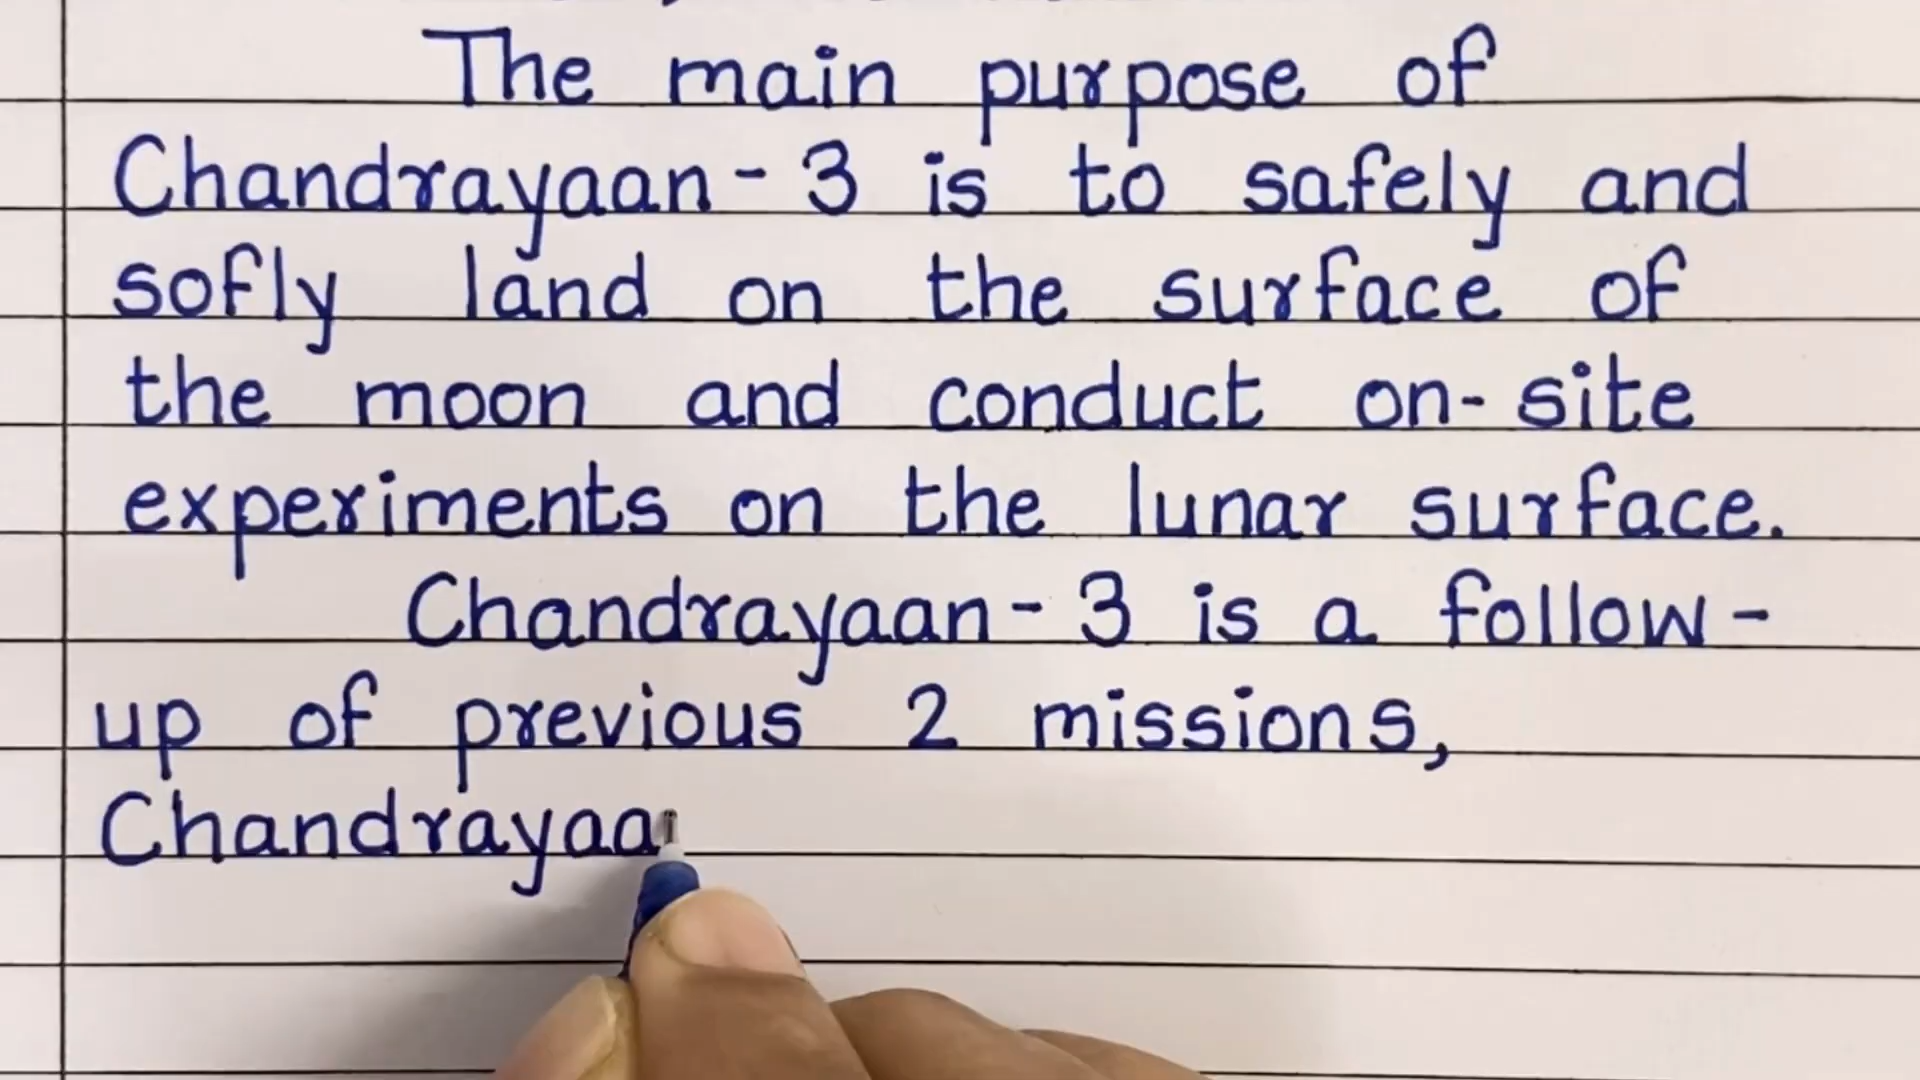 The main purpose of
Chandrayaan - 3 is to safely and
sofly land on the surface of
the moon and conduct on-site
experiments on the lunar surface.
Chandrayaan - 3 is a follow -
up of previous 2 missions,
Chandrayaa